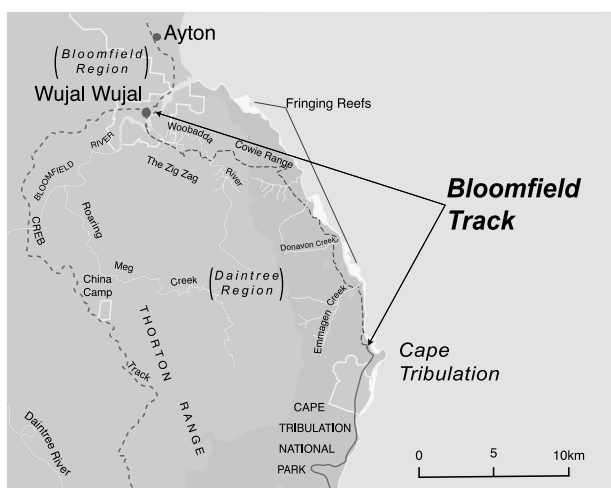 Ayton
(Bloomfield
Region)
Wujal Wujal
Fringing Reefs
Woobadda
River
Cowie Range
The Zig Zag
BLOOMFIELD RIVER
CREB
Track
Roaring
Meg
Creek
Bloomfield
Track
Donavon Creek
(Daintree
Region)
China
Camp
Emmagen Creek
THORTON
RANGE
Cape
Tribulation
CAPE
TRIBULATION
NATIONAL
PARK
Daintree River
0 5 10km